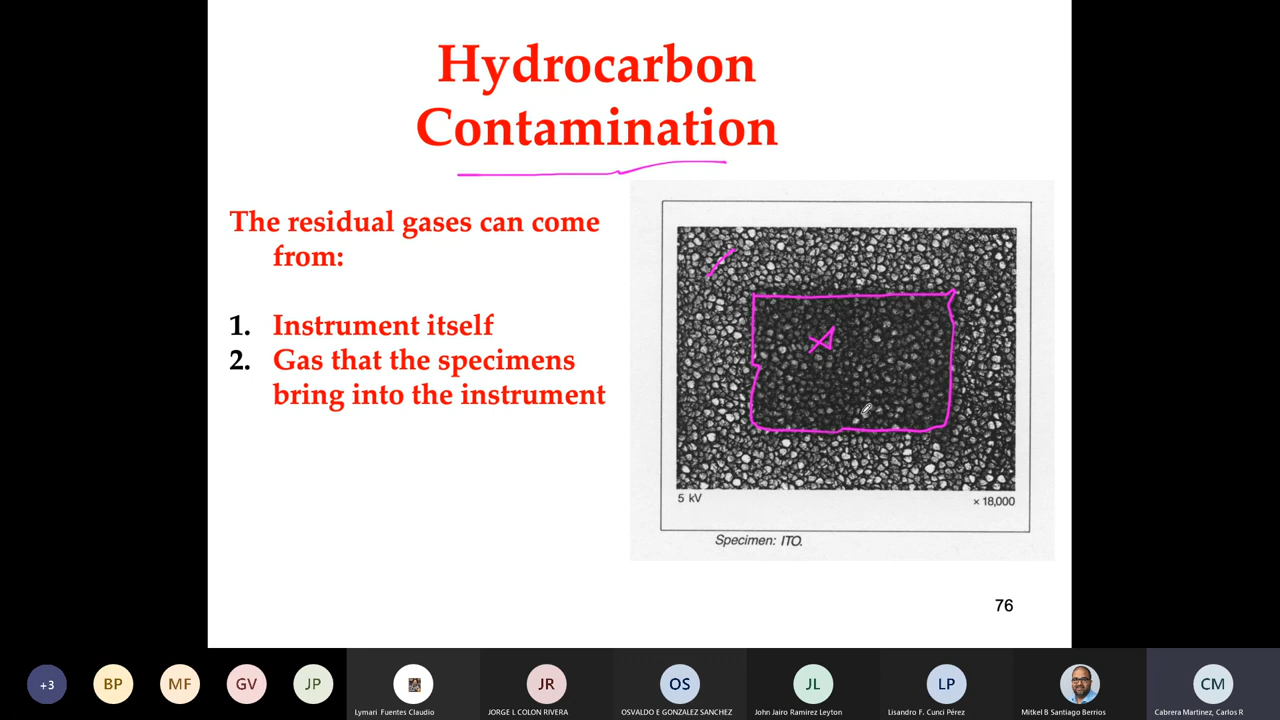 Hydrocarbon
Contamination
The residual gases can come
from:
1. Instrument itself
2. Gas that the specimens
bring into the instrument
5 kV
× 18,000
Specimen: ITO.
76
+3
BP
MF
GV
JP
JR
OS
JL
LP
CM
Lymari Fuentes Claudio
JORGE L COLON RIVERA
OSVALDO E GONZALEZ SANCHEZ
John Jairo Ramirez Leyton
Lisandro F. Cunci Pérez
Mitkel B Santiago Berrios
Cabrera Martinez, Carlos R